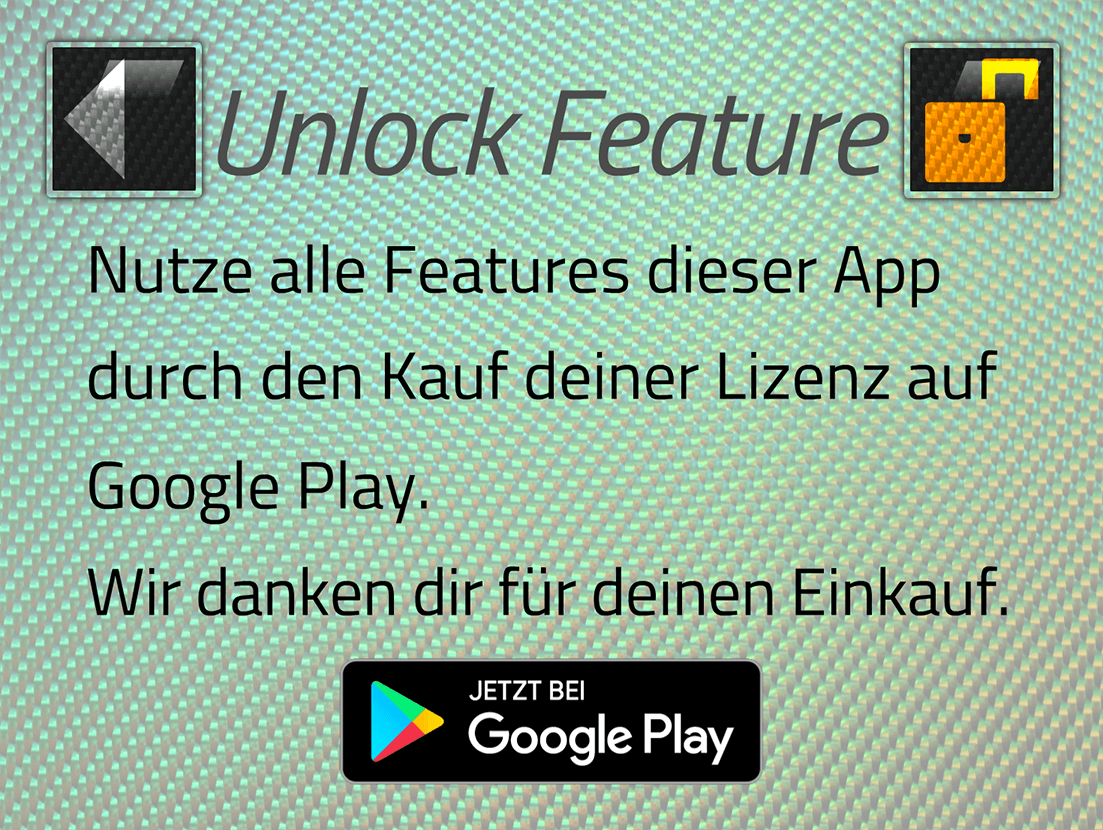 Unlock Feature
Nutze alle Features dieser App
durch den Kauf deiner Lizenz auf
Google Play.
Wir danken dir für deinen Einkauf.
JETZT BEI
Google Play